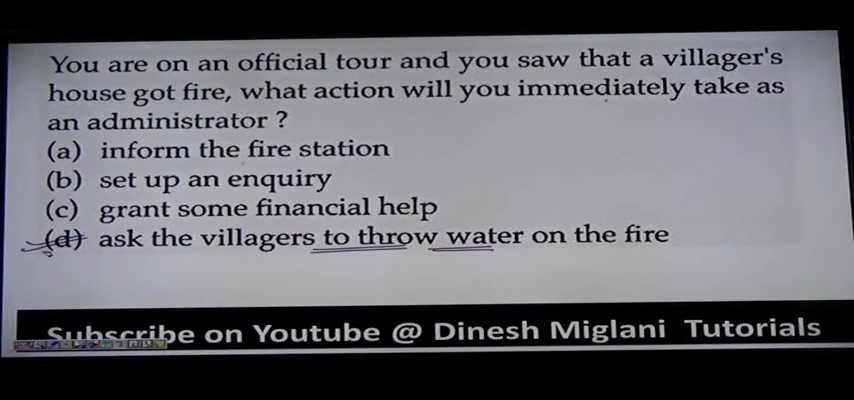 You are on an official tour and you saw that a villager's
house got fire, what action will you immediately take as
an administrator ?
(a) inform the fire station
(b) set up an enquiry
(c) grant some financial help
(d) ask the villagers to throw water on the fire
Subscribe on Youtube @ Dinesh Miglani Tutorials